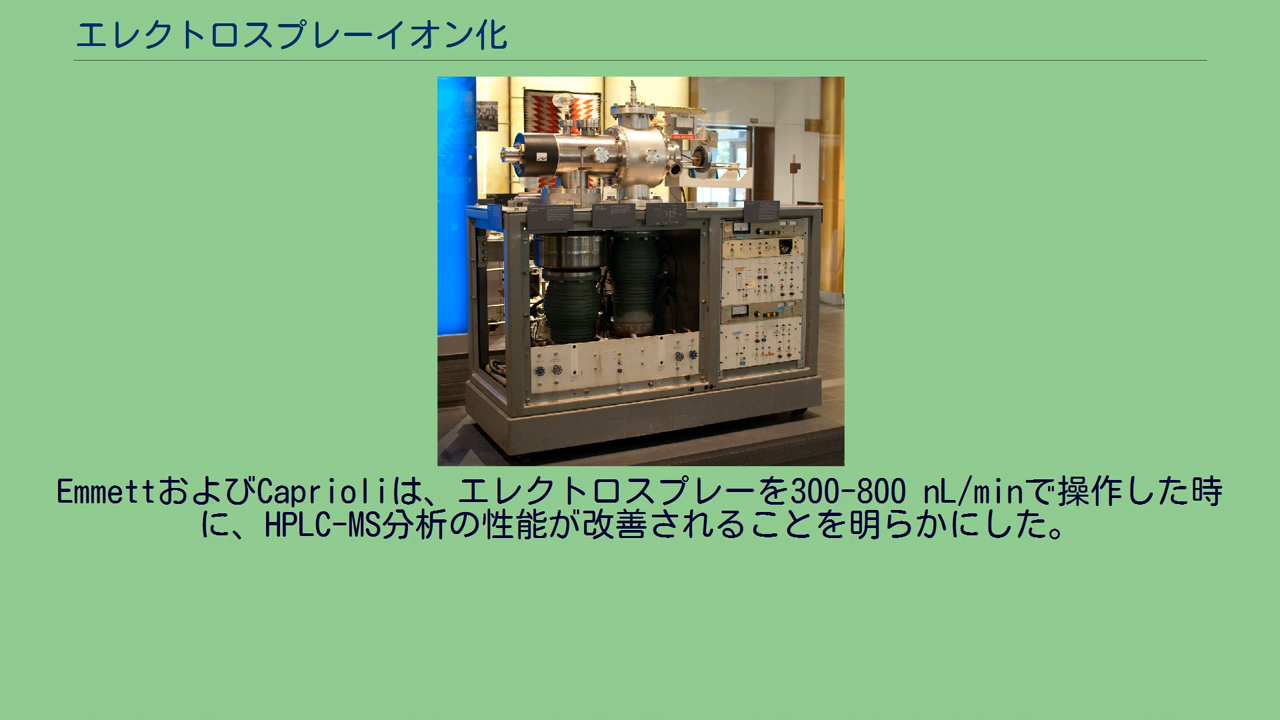 エレクトロスプレーイオン化
EmmettおよびCaprioliは、エレクトロスプレーを300-800 nL/minで操作した時
に、HPLC-MS分析の性能が改善されることを明らかにした。